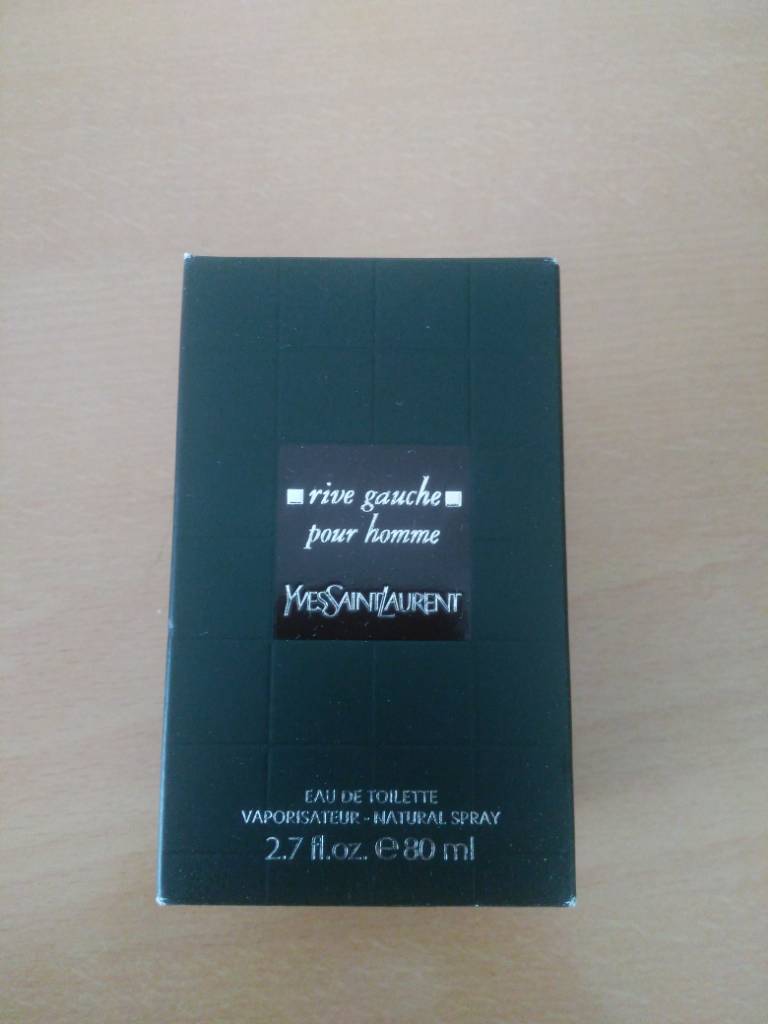 rive gauche
pour homme
YVESSAINTLAURENT
EAU DE TOILETTE
VAPORISATEUR - NATURAL SPRAY
2.7 fl.oz. ℮ 80 ml